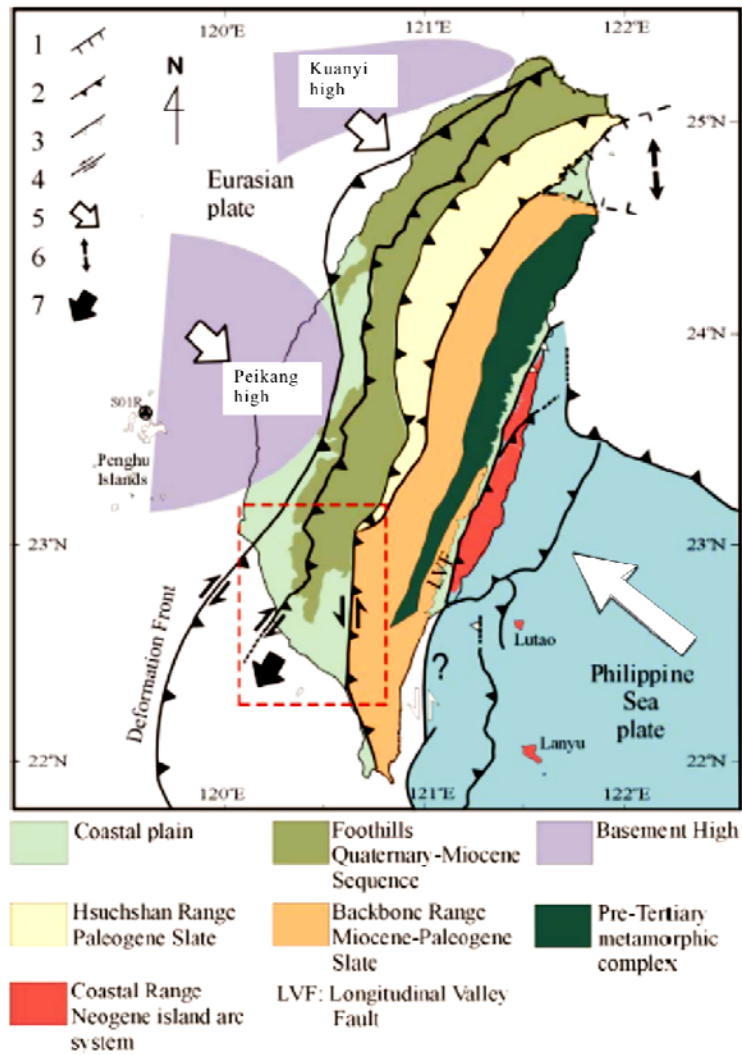 120°E
121°E
122°E
1
2
3
4
5
6
7
N
Kuanyi
high
25°N
Eurasian
plate
24°N
Peikang
high
S01R
Penghu
Islands
23°N
23°N
LVF
Deformation Front
Lutao
?
Philippine
Sea
plate
Lanyu
22°N
22°N
120°E
121°E
122°E
Coastal plain
Foothills
Quaternary-Miocene
Sequence
Basement High
Hsuehshan Range
Paleogene Slate
Backbone Range
Miocene-Paleogene
Slate
Pre-Tertiary
metamorphic
complex
Coastal Range
Neogene island arc
system
LVF: Longitudinal Valley
Fault